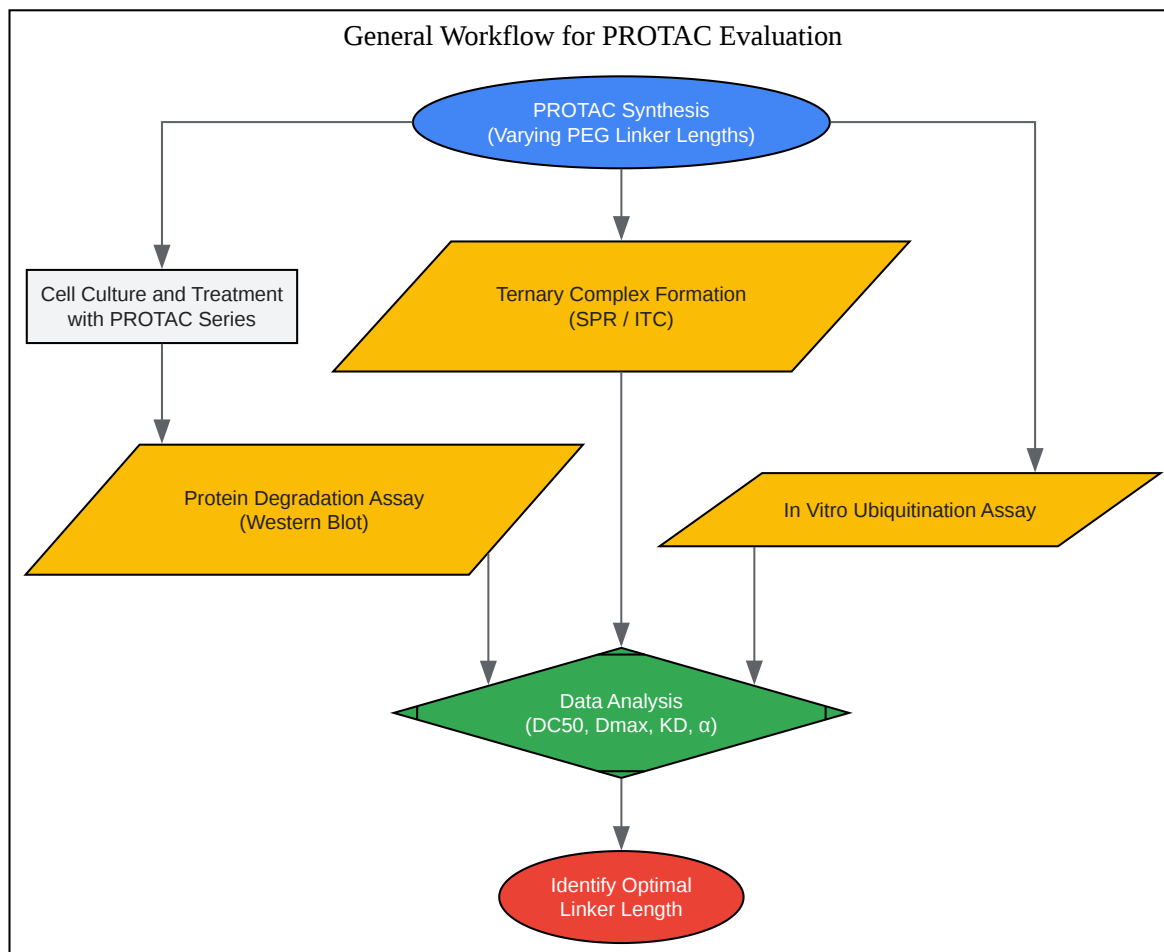 General Workflow for PROTAC Evaluation
PROTAC Synthesis
(Varying PEG Linker Lengths)
Cell Culture and Treatment
with PROTAC Series
Ternary Complex Formation
(SPR / ITC)
Protein Degradation Assay
(Western Blot)
In Vitro Ubiquitination Assay
Data Analysis
(DC50, Dmax, KD, α)
Identify Optimal
Linker Length